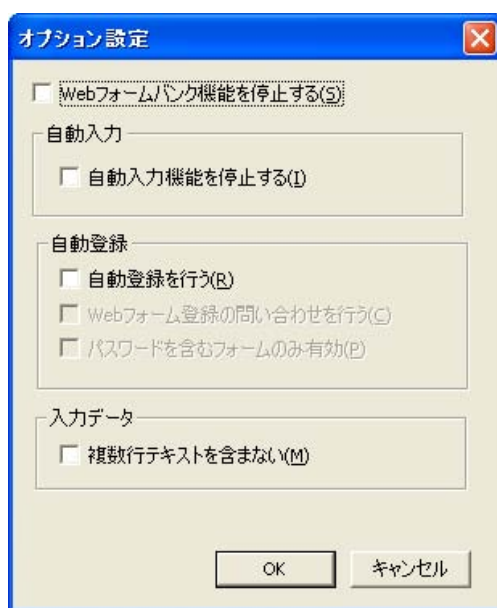 オプション設定
Webフォームバンク機能を停止する(S)
自動入力
自動入力機能を停止する(I)
自動登録
自動登録を行う(R)
Webフォーム登録の問い合わせを行う(C)
パスワードを含むフォームのみ有効(P)
入力データ
複数行テキストを含まない(M)
OK
キャンセル